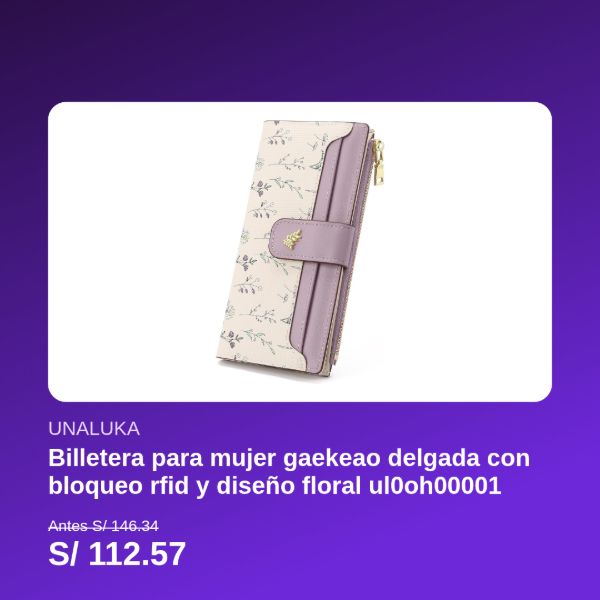 UNALUKA
Billetera para mujer gaekeao delgada con
bloqueo rfid y diseño floral ul0oh00001
Antes S/ 146.34
S/ 112.57